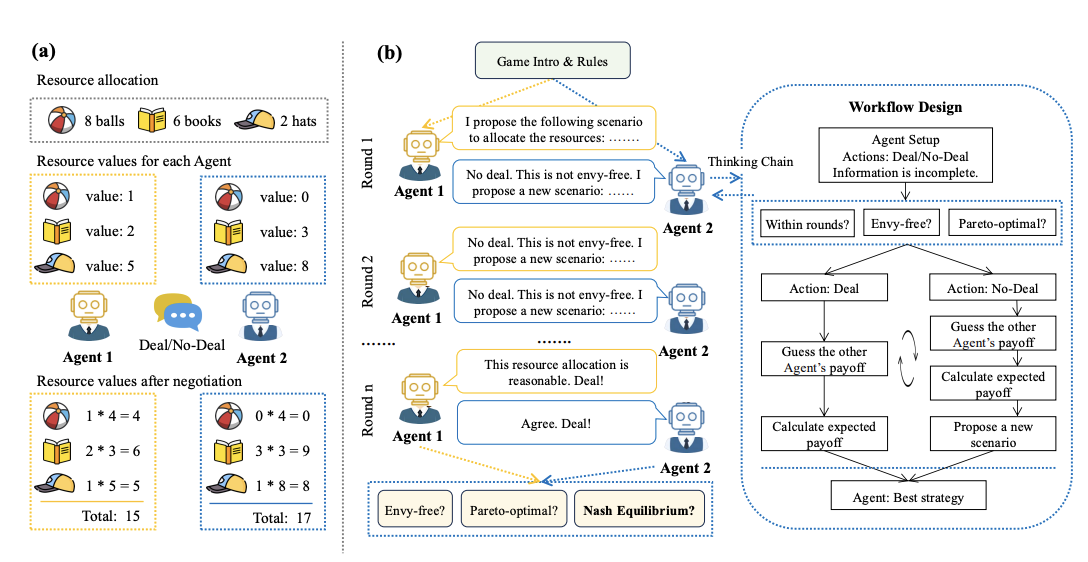 (a)
Resource allocation
8 balls
6 books
2 hats
Resource values for each Agent
value: 1
value: 2
value: 5
value: 0
value: 3
value: 8
Agent 1
Deal/No-Deal
Agent 2
Resource values after negotiation
1 * 4 = 4
2 * 3 = 6
1 * 5 = 5
Total: 15
0 * 4 = 0
3 * 3 = 9
1 * 8 = 8
Total: 17
(b)
Game Intro & Rules
Round 1
I propose the following scenario
to allocate the resources: ……
Agent 1
No deal. This is not envy-free. I
propose a new scenario: ……
Agent 2
Round 2
No deal. This is not envy-free. I
propose a new scenario: ……
Agent 1
No deal. This is not envy-free. I
propose a new scenario: ……
Agent 2
…….
…….
Round n
This resource allocation is
reasonable. Deal!
Agent 1
Agree. Deal!
Agent 2
Envy-free?
Pareto-optimal?
Nash Equilibrium?
Thinking Chain
Workflow Design
Agent Setup
Actions: Deal/No-Deal
Information is incomplete.
Within rounds?
Envy-free?
Pareto-optimal?
Action: Deal
Guess the other
Agent's payoff
Calculate expected
payoff
Action: No-Deal
Guess the other
Agent's payoff
Calculate expected
payoff
Propose a new
scenario
Agent: Best strategy